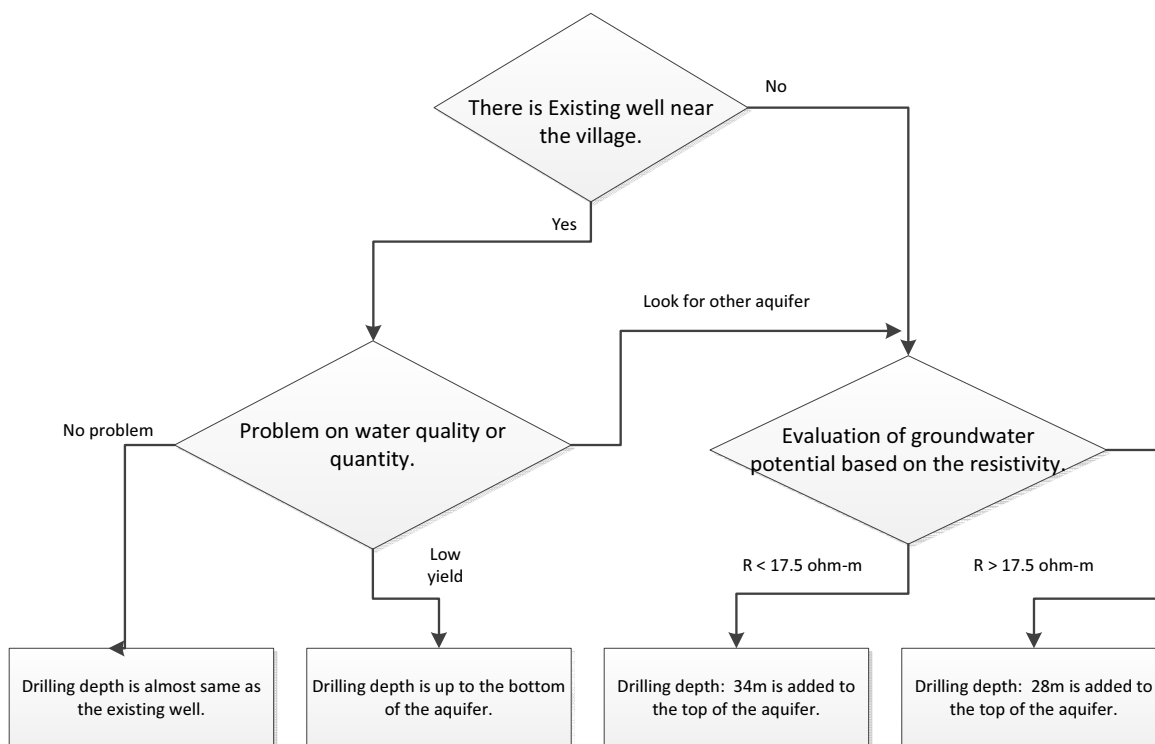 No
There is Existing well near
the village.
Yes
Look for other aquifer
No problem
Problem on water quality or
quantity.
Evaluation of groundwater
potential based on the resistivity.
Low
yield
R < 17.5 ohm-m
R > 17.5 ohm-m
Drilling depth is almost same as
the existing well.
Drilling depth is up to the bottom
of the aquifer.
Drilling depth:  34m is added to
the top of the aquifer.
Drilling depth:  28m is added to
the top of the aquifer.